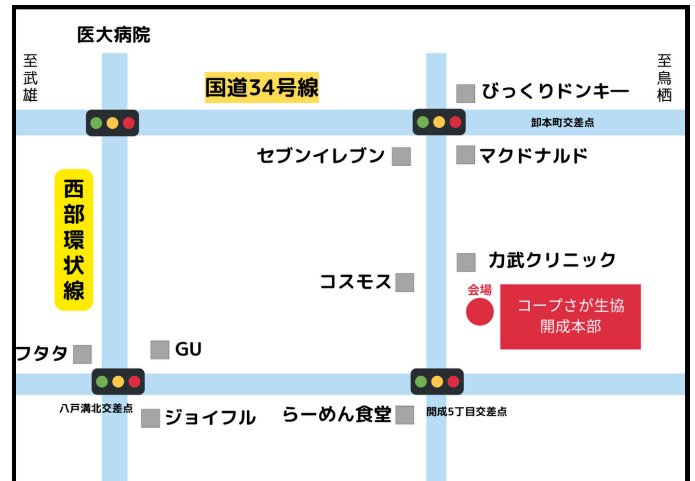 医大病院
至武雄
国道34号線
至鳥栖
びっくりドンキー
卸本町交差点
セブンイレブン
マクドナルド
西部環状線
力武クリニック
コスモス
会場
コープさが生協
開成本部
フタタ
GU
八戸溝北交差点
ジョイフル
らーめん食堂
開成5丁目交差点